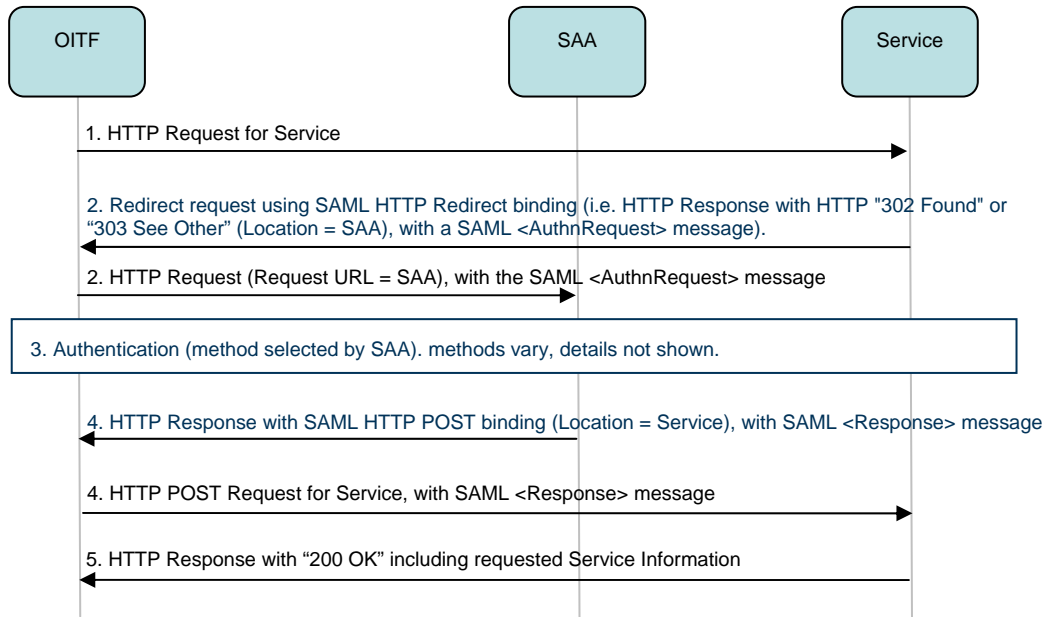 OITF
SAA
Service
1. HTTP Request for Service
2. Redirect request using SAML HTTP Redirect binding (i.e. HTTP Response with HTTP "302 Found" or
“303 See Other” (Location = SAA), with a SAML <AuthnRequest> message).
2. HTTP Request (Request URL = SAA), with the SAML <AuthnRequest> message
3. Authentication (method selected by SAA). methods vary, details not shown.
4. HTTP Response with SAML HTTP POST binding (Location = Service), with SAML <Response> message
4. HTTP POST Request for Service, with SAML <Response> message
5. HTTP Response with “200 OK” including requested Service Information